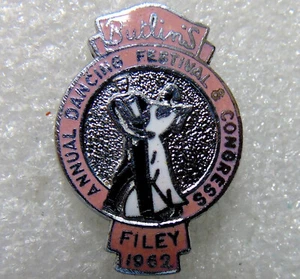 Butlin's
ANNUAL DANCING FESTIVAL & CONGRESS
FILEY
1962